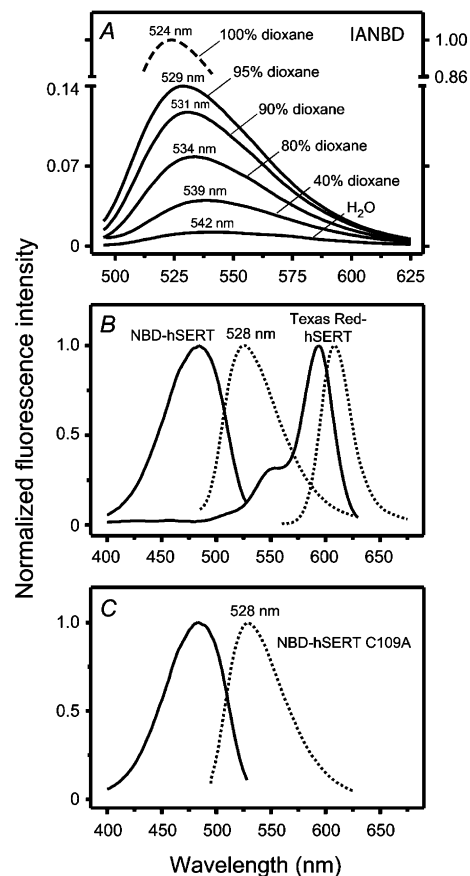 A
IANBD
524 nm
100% dioxane
1.00
0.86
95% dioxane
0.14
529 nm
531 nm
90% dioxane
534 nm
80% dioxane
0.07
539 nm
40% dioxane
H2O
542 nm
0
500 525 550 575 600 625
Normalized fluorescence intensity
B
NBD-hSERT
528 nm
Texas Red-
hSERT
1.0
0.5
0
400 450 500 550 600 650
C
528 nm
NBD-hSERT C109A
1.0
0.5
0
400 450 500 550 600 650
Wavelength (nm)